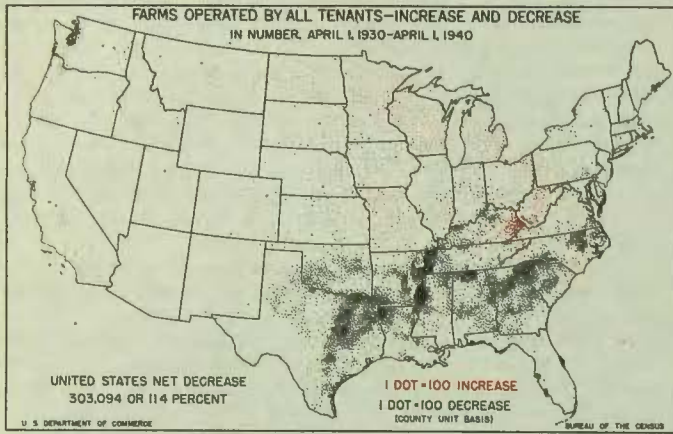 FARMS OPERATED BY ALL TENANTS-INCREASE AND DECREASE
IN NUMBER, APRIL 1, 1930-APRIL 1, 1940
UNITED STATES NET DECREASE
303,094 OR 11.4 PERCENT
1 DOT = 100 INCREASE
1 DOT = 100 DECREASE
(COUNTY UNIT BASIS)
U S DEPARTMENT OF COMMERCE
BUREAU OF THE CENSUS